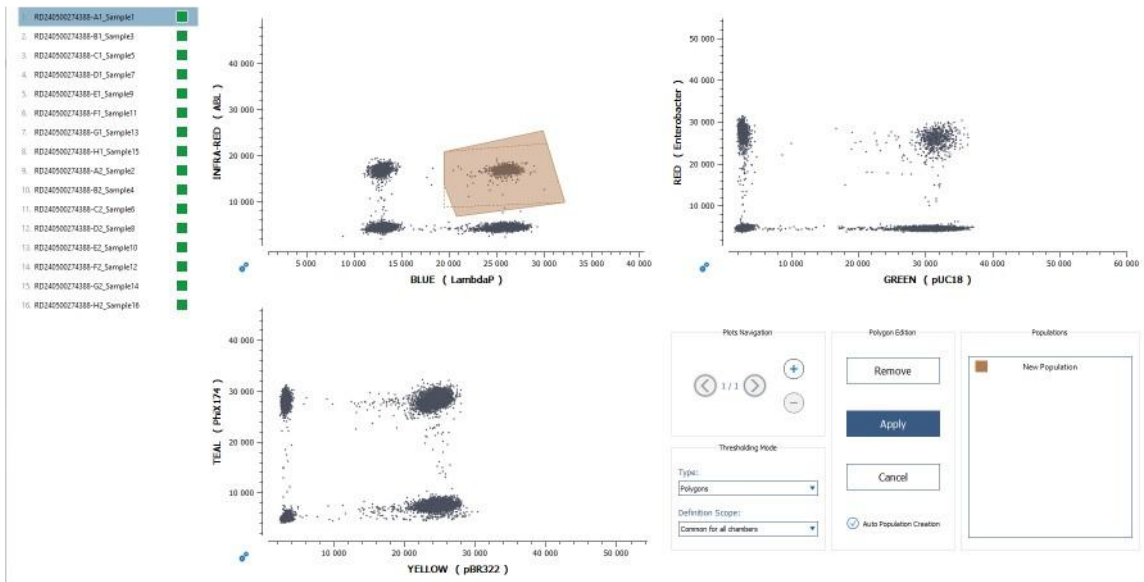 1. RD240500274388-A1_Sample1
2. RD240500274388-B1_Sample3
3. RD240500274388-C1_Sample5
4. RD240500274388-D1_Sample7
5. RD240500274388-E1_Sample9
6. RD240500274388-F1_Sample11
7. RD240500274388-G1_Sample13
8. RD240500274388-H1_Sample15
9. RD240500274388-A2_Sample2
10. RD240500274388-B2_Sample4
11. RD240500274388-C2_Sample6
12. RD240500274388-D2_Sample8
13. RD240500274388-E2_Sample10
14. RD240500274388-F2_Sample12
15. RD240500274388-G2_Sample14
16. RD240500274388-H2_Sample16
INFRA-RED ( ABL )
40 000
30 000
20 000
10 000
5 000 10 000 15 000 20 000 25 000 30 000 35 000 40 000
BLUE ( LambdaP )
RED ( Enterobacter )
50 000
40 000
30 000
20 000
10 000
10 000 20 000 30 000 40 000 50 000 60 000
GREEN ( pUC18 )
TEAL ( PhiX174 )
40 000
30 000
20 000
10 000
10 000 20 000 30 000 40 000 50 000
YELLOW ( pBR322 )
Plots Navigation
1 / 1
Thresholding Mode
Type:
Polygons
Definition Scope:
Common for all chambers
Polygon Edition
Remove
Apply
Cancel
Auto Population Creation
Populations
New Population